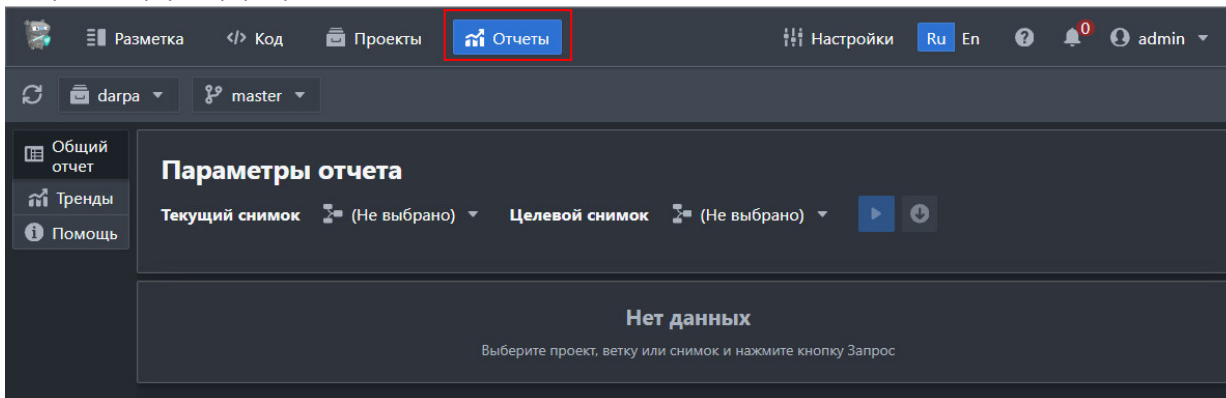 Разметка </> Код Проекты Отчеты Настройки Ru En 0 admin
darpa master
Общий
отчет
Тренды
Помощь
Параметры отчета
Текущий снимок (Не выбрано) Целевой снимок (Не выбрано)
Нет данных
Выберите проект, ветку или снимок и нажмите кнопку Запрос